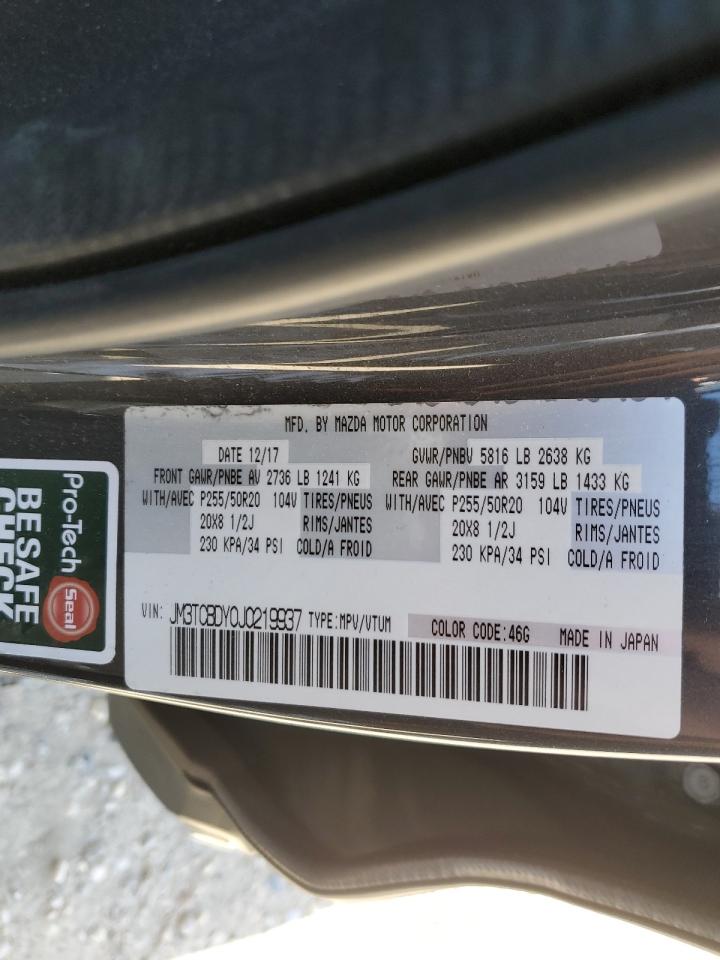 MFD. BY MAZDA MOTOR CORPORATION
DATE 12/17 GVWR/PNBV 5816 LB 2638 KG
FRONT GAWR/PNBE AV 2736 LB 1241 KG REAR GAWR/PNBE AR 3159 LB 1433 KG
WITH/AVEC P255/50R20 104V TIRES/PNEUS WITH/AVEC P255/50R20 104V TIRES/PNEUS
20X8 1/2J RIMS/JANTES 20X8 1/2J RIMS/JANTES
230 KPA/34 PSI COLD/A FROID 230 KPA/34 PSI COLD/A FROID
VIN: JM3TCBDY0J0219937 TYPE:MPV/VTUM COLOR CODE:46G MADE IN JAPAN
Pro-Tech
Seal
BESAFE
CHECK